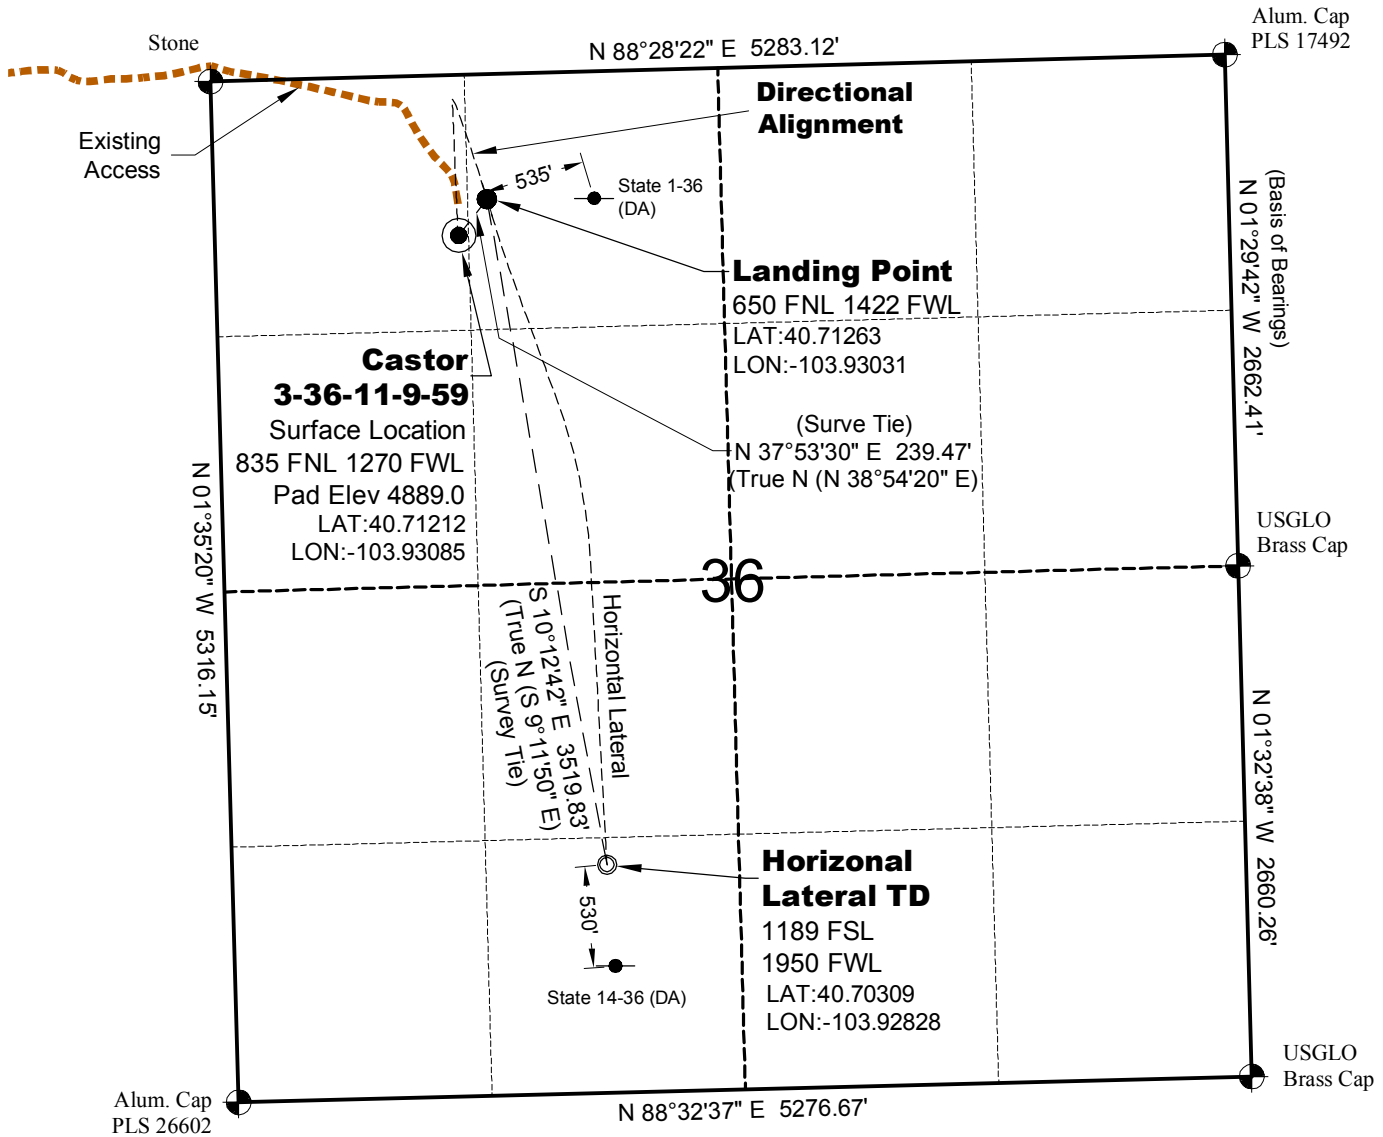 Alum. Cap
PLS 17492
Stone
N 88°28'22" E  5283.12'
Directional
Alignment
Existing
Access
535'
State 1-36
(DA)
(Basis of Bearings)
N 01°29'42" W  2662.41'
Landing Point
650 FNL 1422 FWL
LAT:40.71263
LON:-103.93031
Castor
3-36-11-9-59
Surface Location
835 FNL 1270 FWL
Pad Elev 4889.0
LAT:40.71212
LON:-103.93085
(Surve Tie)
N 37°53'30" E  239.47'
(True N (N 38°54'20" E)
N 01°35'20" W  5316.15'
USGLO
Brass Cap
36
S 10°12'42" E  3519.83'
(True N (S 9°11'50" E)
(Survey Tie)
Horizontal Lateral
N 01°32'38" W  2660.26'
Horizonal
Lateral TD
1189 FSL
1950 FWL
LAT:40.70309
LON:-103.92828
530'
State 14-36 (DA)
USGLO
Brass Cap
Alum. Cap
PLS 26602
N 88°32'37" E  5276.67'